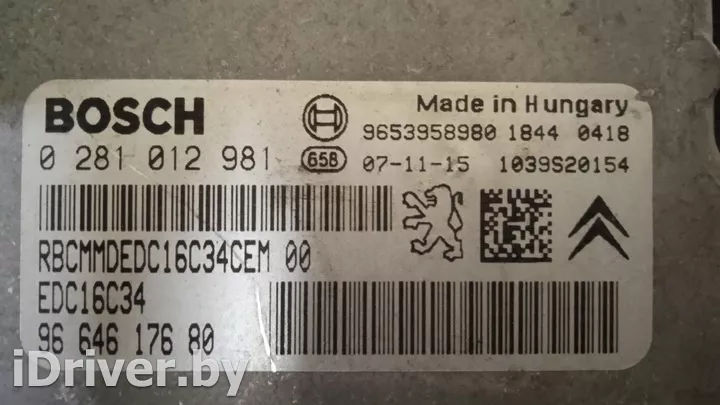 BOSCH
Made in Hungary
9653958980 1844 0418
0 281 012 981 658 07-11-15 1039S20154
RBCMMDEDC16C34CEM 00
EDC16C34
96 646 176 80
iDriver.by